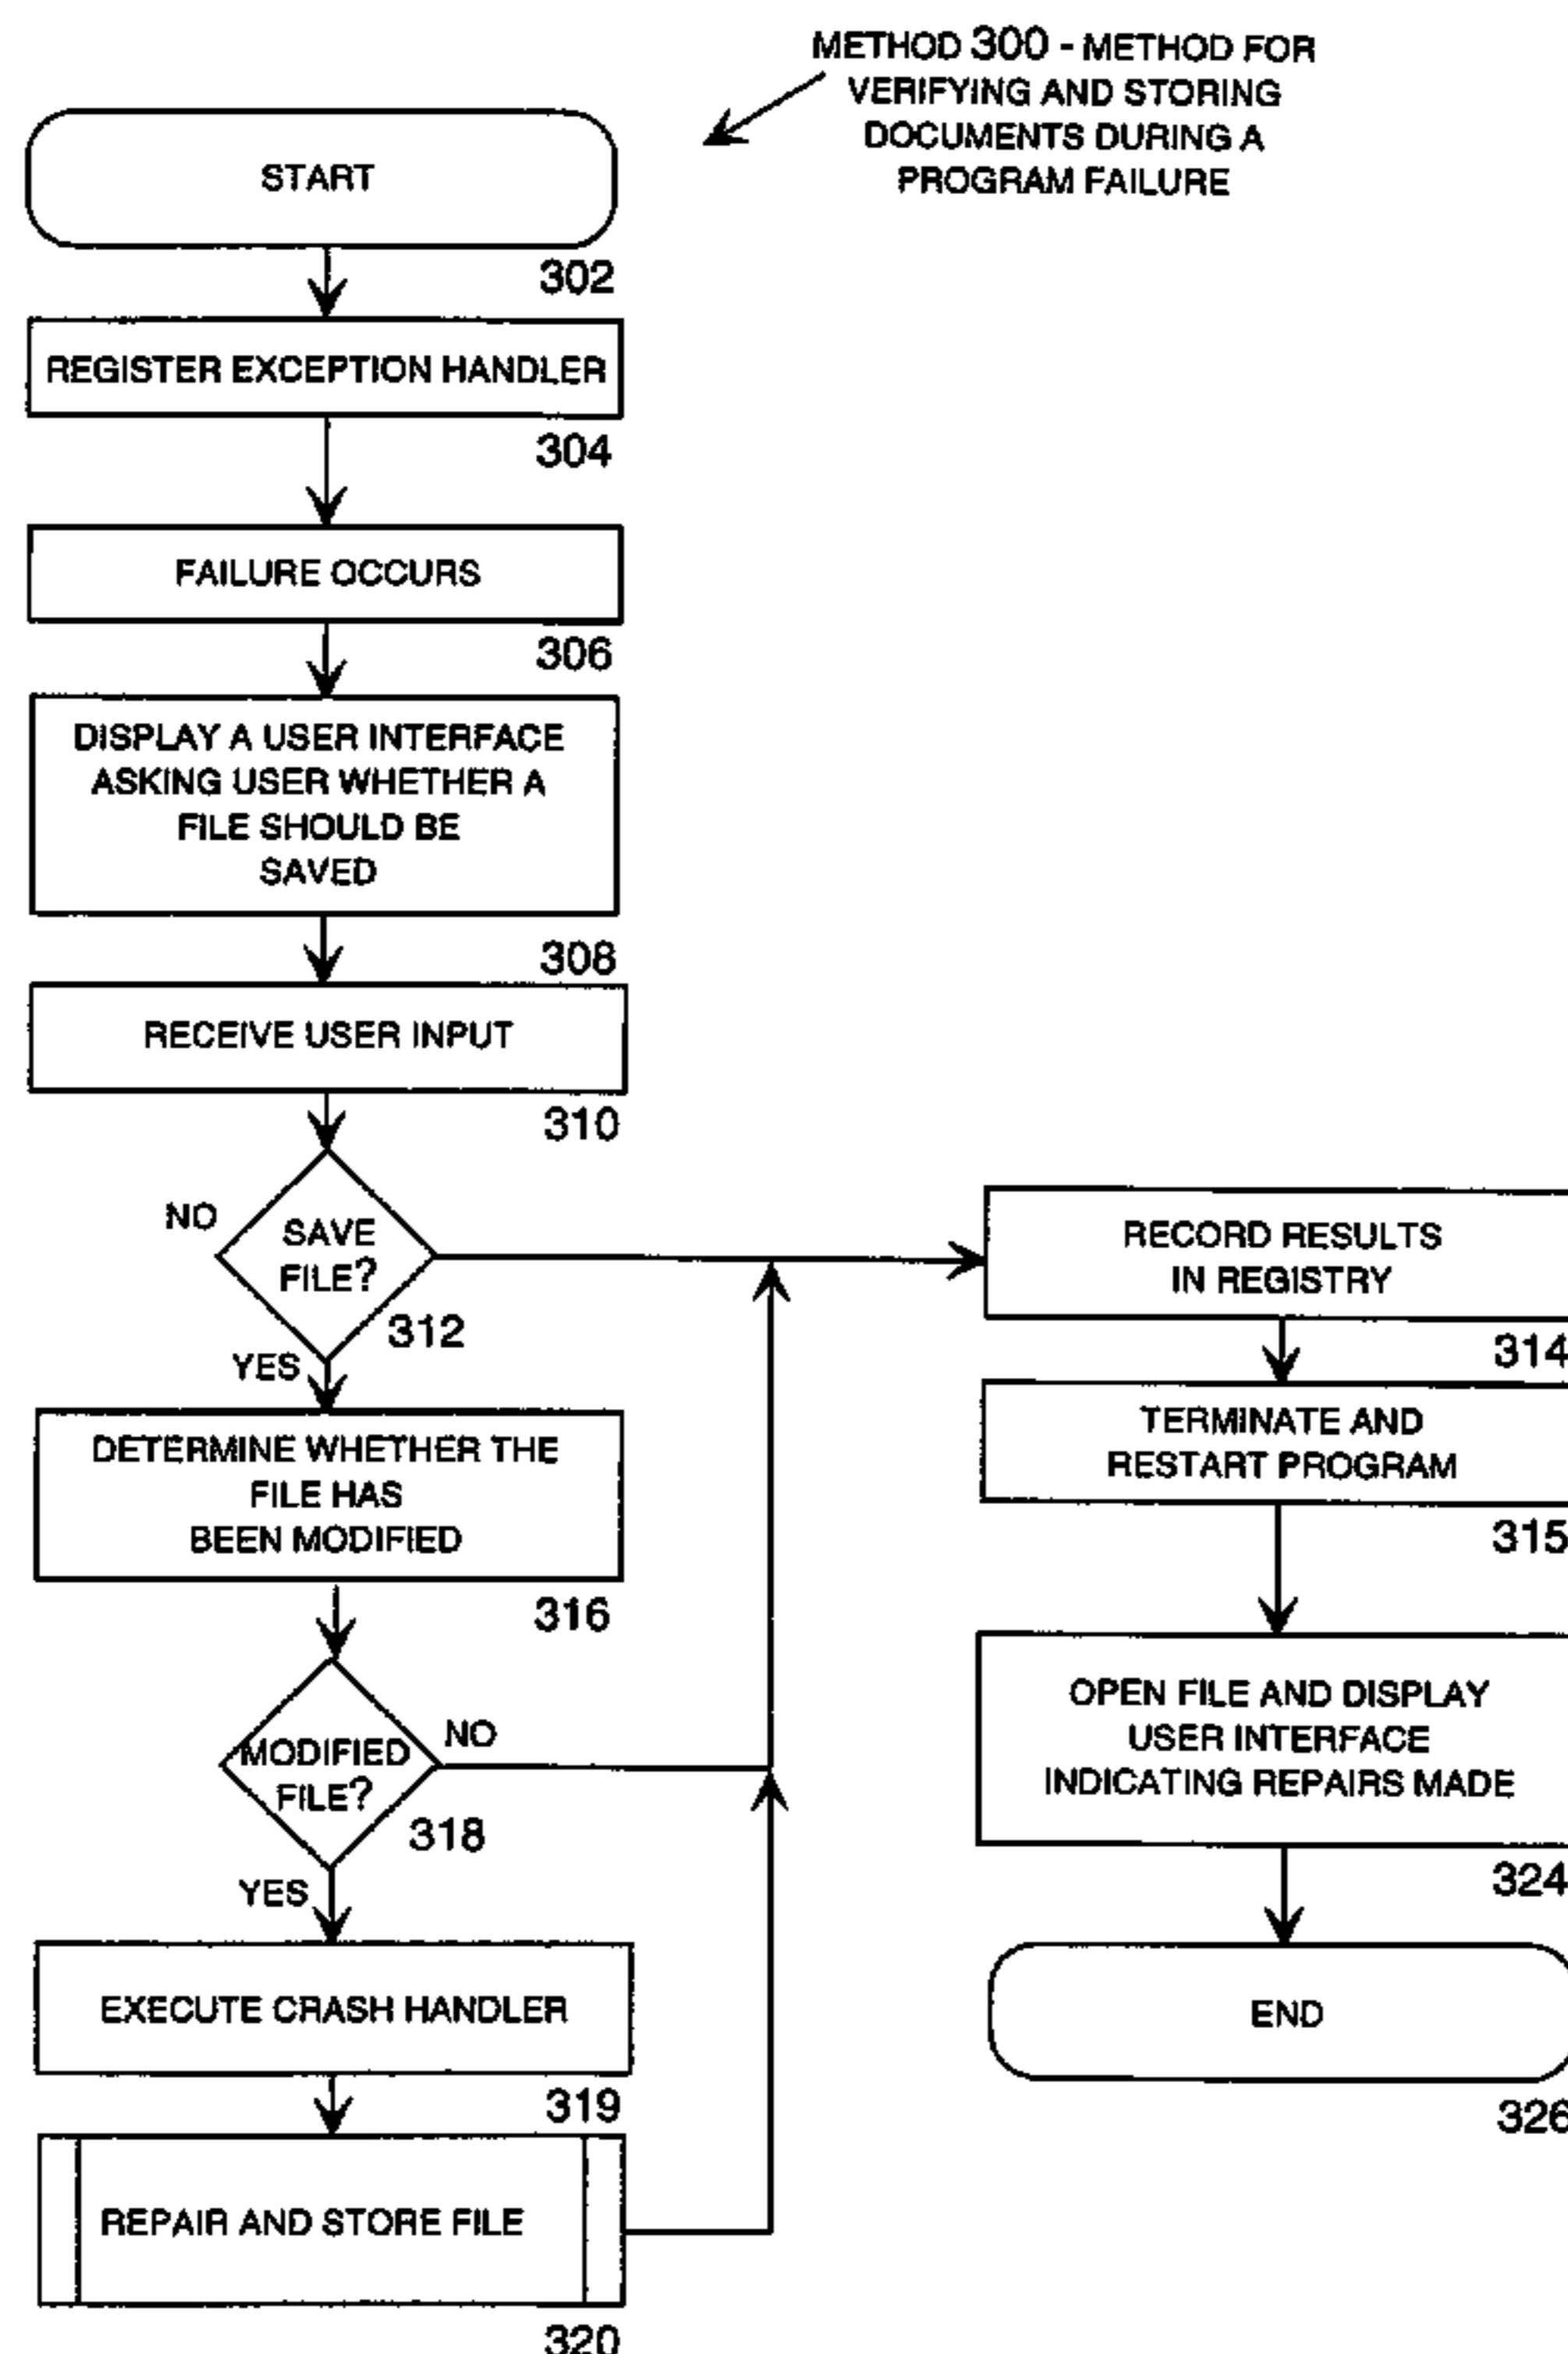 METHOD 300 - METHOD FOR
VERIFYING AND STORING
DOCUMENTS DURING A
PROGRAM FAILURE
START
302
REGISTER EXCEPTION HANDLER
304
FAILURE OCCURS
306
DISPLAY A USER INTERFACE
ASKING USER WHETHER A
FILE SHOULD BE
SAVED
308
RECEIVE USER INPUT
310
NO
SAVE
FILE?
312
YES
DETERMINE WHETHER THE
FILE HAS
BEEN MODIFIED
316
MODIFIED
FILE?
NO
318
YES
EXECUTE CRASH HANDLER
319
REPAIR AND STORE FILE
320
RECORD RESULTS
IN REGISTRY
314
TERMINATE AND
RESTART PROGRAM
315
OPEN FILE AND DISPLAY
USER INTERFACE
INDICATING REPAIRS MADE
324
END
326